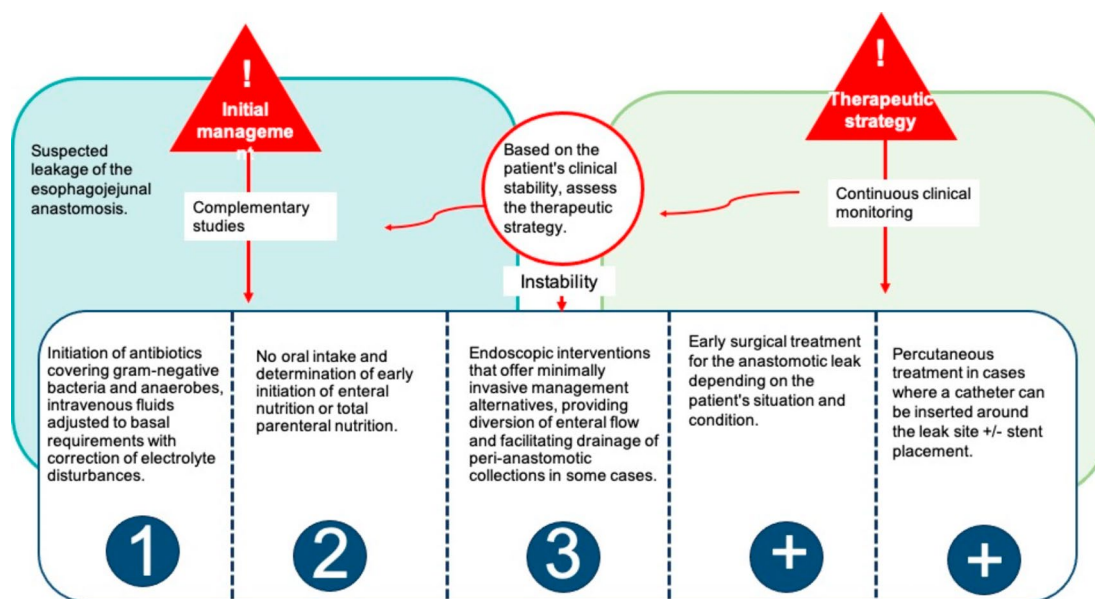 !
Initial
manageme
nt
Suspected
leakage of the
esophagojejunal
anastomosis.
Complementary
studies
Based on the
patient's clinical
stability, assess
the therapeutic
strategy.
Instability
!
Therapeutic
strategy
Continuous clinical
monitoring
Initiation of antibiotics
covering gram-negative
bacteria and anaerobes,
intravenous fluids
adjusted to basal
requirements with
correction of electrolyte
disturbances.
1
No oral intake and
determination of early
initiation of enteral
nutrition or total
parenteral nutrition.
2
Endoscopic interventions
that offer minimally
invasive management
alternatives, providing
diversion of enteral flow
and facilitating drainage of
peri-anastomotic
collections in some cases.
3
Early surgical treatment
for the anastomotic leak
depending on the
patient's situation and
condition.
+
Percutaneous
treatment in cases
where a catheter can
be inserted around
the leak site +/- stent
placement.
+